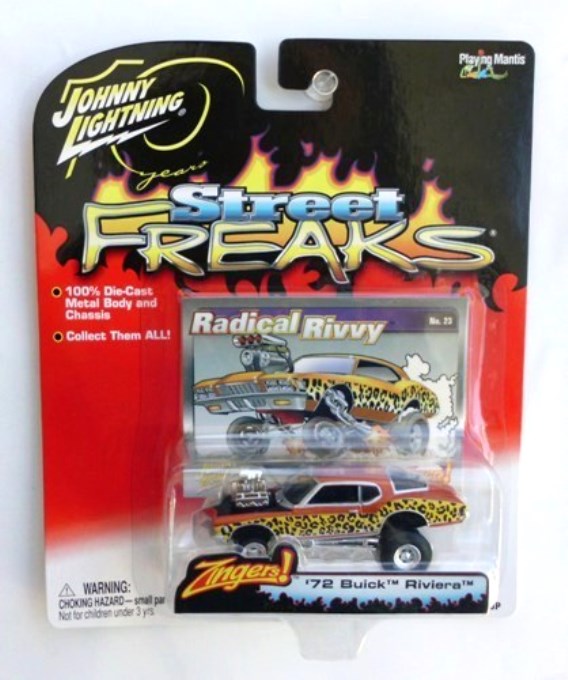 Playing Mantis
JOHNNY
LIGHTNING®
years
Street
FREAKS®
100% Die-Cast
Metal Body and
Chassis
Collect Them ALL!
Radical Rivvy
No. 23
Zingers!™
'72 Buick™ Riviera™
WARNING:
CHOKING HAZARD — small par
Not for children under 3 yrs.